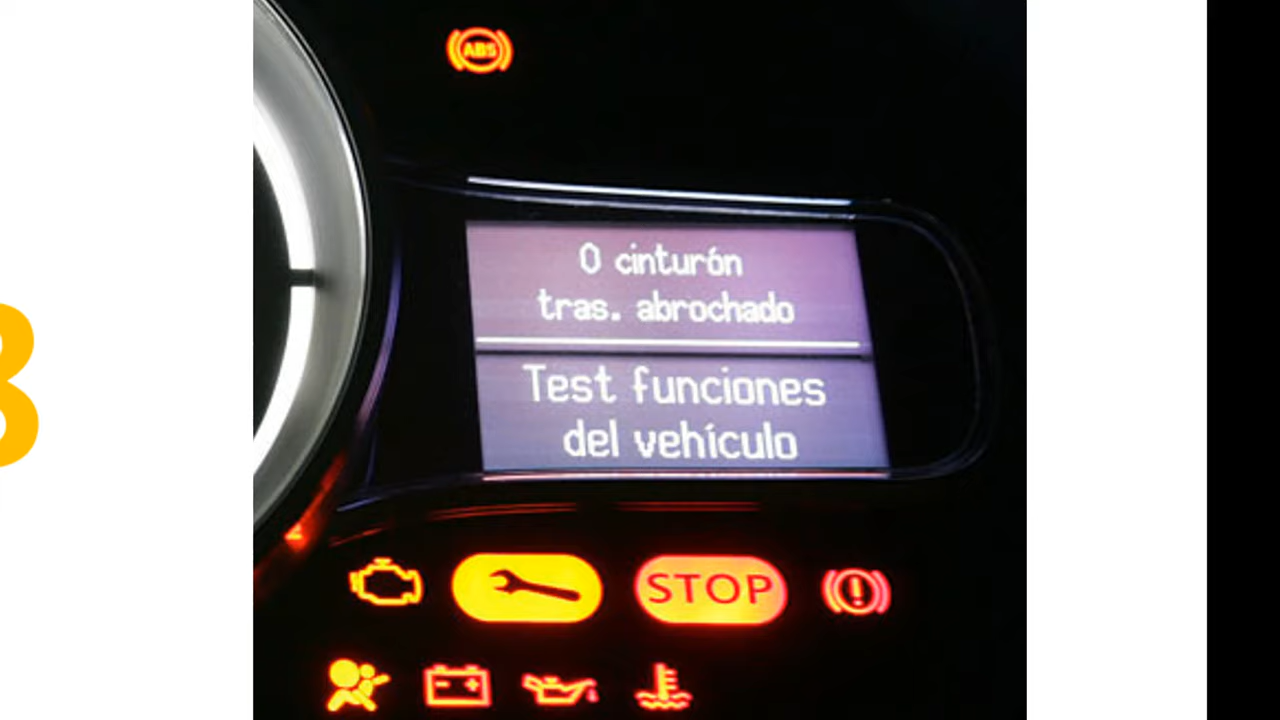 ABS
0 cinturón
tras. abrochado
Test funciones
del vehículo
STOP